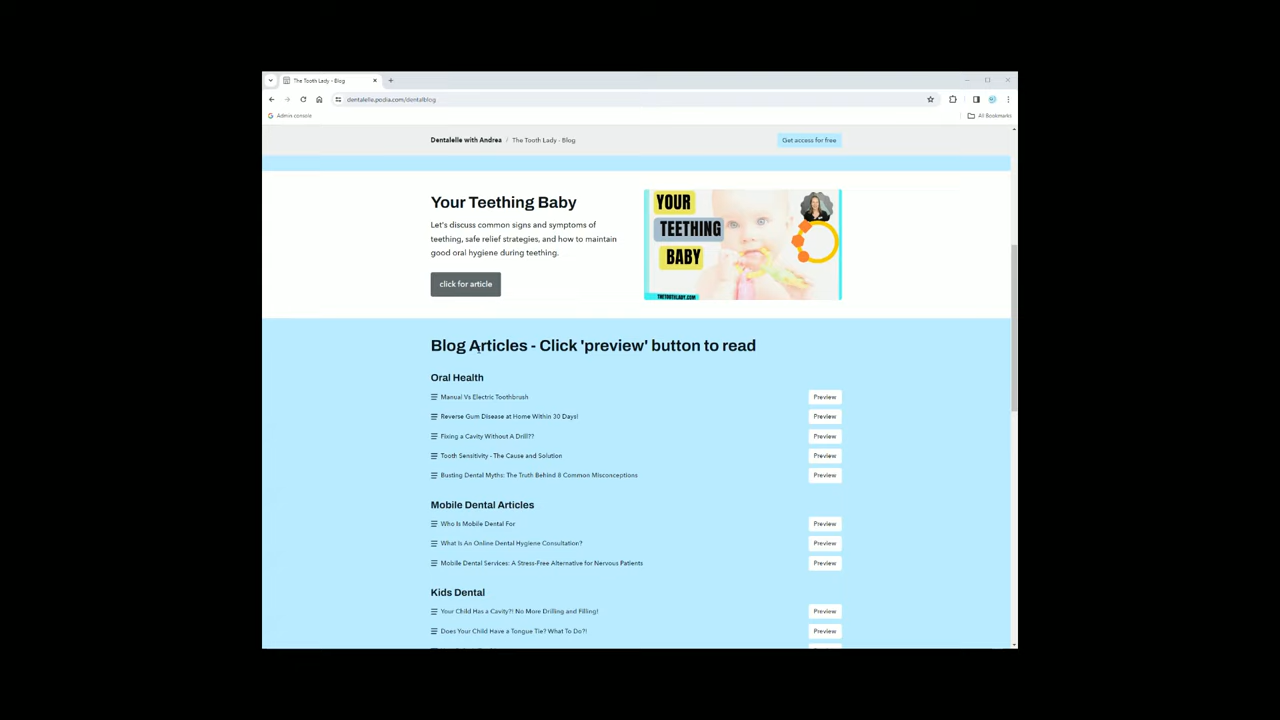 The Tooth Lady - Blog
dentalelle.podia.com/dentalblog
Admin console
All Bookmarks
Dentalelle with Andrea / The Tooth Lady - Blog
Get access for free
Your Teething Baby
Let's discuss common signs and symptoms of
teething, safe relief strategies, and how to maintain
good oral hygiene during teething.
click for article
YOUR
TEETHING
BABY
THETOOTHLADY.COM
Blog Articles - Click 'preview' button to read
Oral Health
Manual Vs Electric Toothbrush Preview
Reverse Gum Disease at Home Within 30 Days! Preview
Fixing a Cavity Without A Drill?? Preview
Tooth Sensitivity - The Cause and Solution Preview
Busting Dental Myths: The Truth Behind 8 Common Misconceptions Preview
Mobile Dental Articles
Who Is Mobile Dental For Preview
What Is An Online Dental Hygiene Consultation? Preview
Mobile Dental Services: A Stress-Free Alternative for Nervous Patients Preview
Kids Dental
Your Child Has a Cavity?! No More Drilling and Filling! Preview
Does Your Child Have a Tongue Tie? What To Do?! Preview